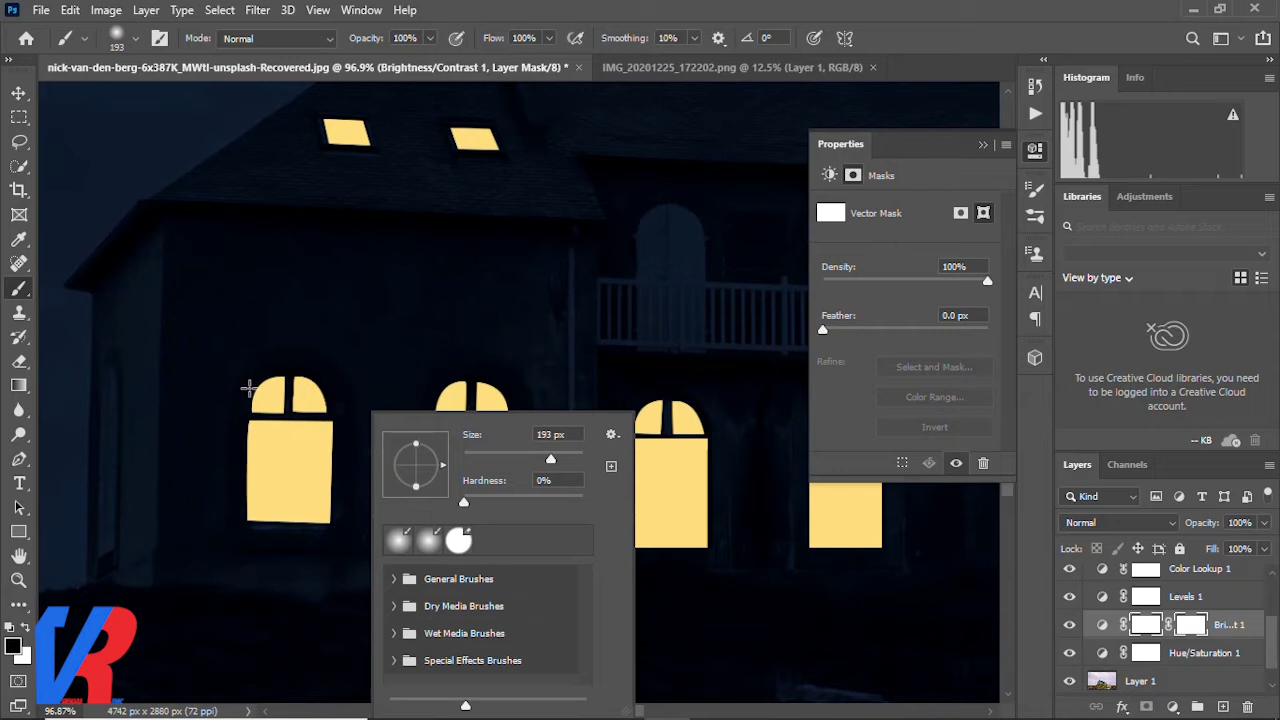 Ps File Edit Image Layer Type Select Filter 3D View Window Help
193 Mode: Normal Opacity: 100% Flow: 100% Smoothing: 10% 0°
nick-van-den-berg-6x387K_MWtI-unsplash-Recovered.jpg @ 96.9% (Brightness/Contrast 1, Layer Mask/8) * × IMG_20201225_172202.png @ 12.5% (Layer 1, RGB/8) ×
Histogram Info
Properties
Masks
Vector Mask
Density: 100%
Feather: 0.0 px
Refine:
Select and Mask...
Color Range...
Invert
Libraries Adjustments
Search libraries and Adobe Stock
View by type
To use Creative Cloud libraries, you need
to be logged into a Creative Cloud
account.
-- KB
Size: 193 px
Hardness: 0%
General Brushes
Dry Media Brushes
Wet Media Brushes
Special Effects Brushes
Layers Channels
Kind
Normal Opacity: 100%
Lock: Fill: 100%
Color Lookup 1
Levels 1
Bri...t 1
Hue/Saturation 1
Layer 1
VR
96.87% 4742 px x 2880 px (72 ppi)